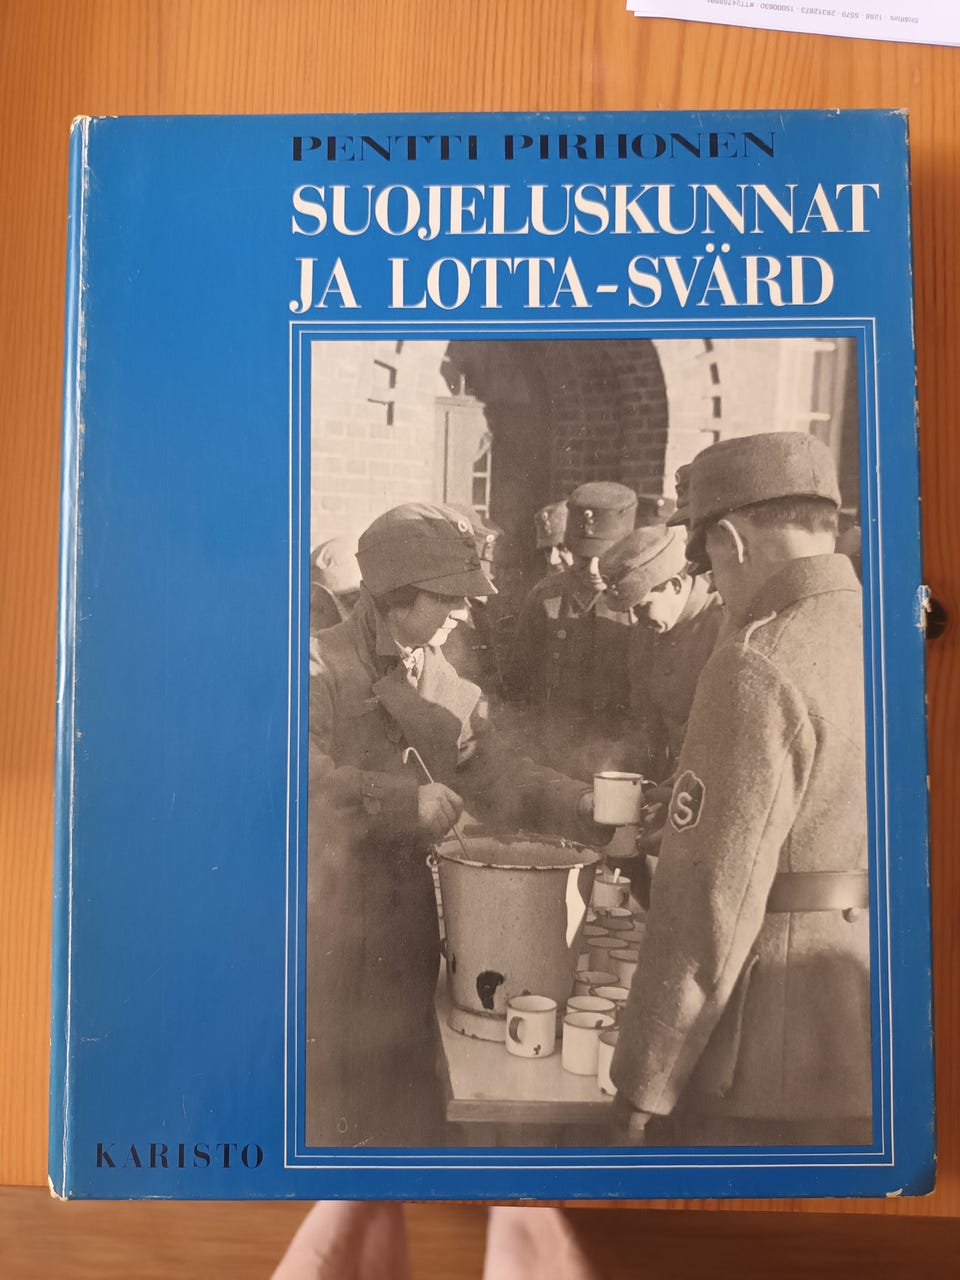 PENTTI PIRHONEN
SUOJELUSKUNNAT
JA LOTTA-SVÄRD
S
KARISTO